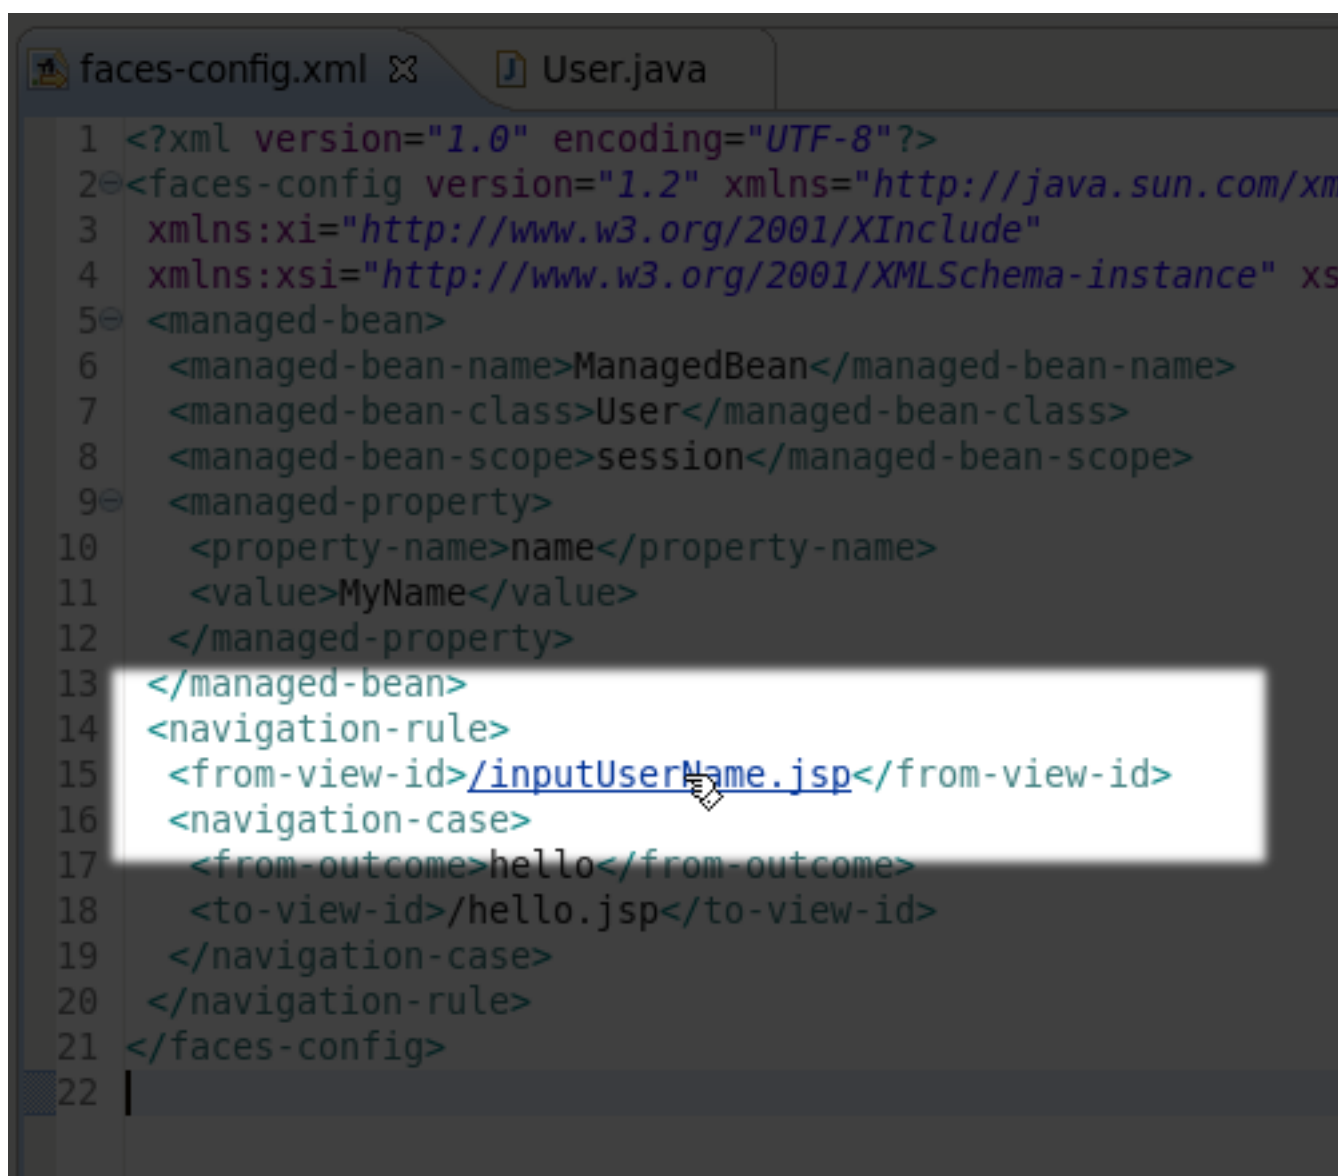 faces-config.xml
User.java
1 <?xml version="1.0" encoding="UTF-8"?>
2 <faces-config version="1.2" xmlns="http://java.sun.com/xm
3 xmlns:xi="http://www.w3.org/2001/XInclude"
4 xmlns:xsi="http://www.w3.org/2001/XMLSchema-instance" xs
5 <managed-bean>
6 <managed-bean-name>ManagedBean</managed-bean-name>
7 <managed-bean-class>User</managed-bean-class>
8 <managed-bean-scope>session</managed-bean-scope>
9 <managed-property>
10 <property-name>name</property-name>
11 <value>MyName</value>
12 </managed-property>
13 </managed-bean>
14 <navigation-rule>
15 <from-view-id>/inputUserName.jsp</from-view-id>
16 <navigation-case>
17 <from-outcome>hello</from-outcome>
18 <to-view-id>/hello.jsp</to-view-id>
19 </navigation-case>
20 </navigation-rule>
21 </faces-config>
22